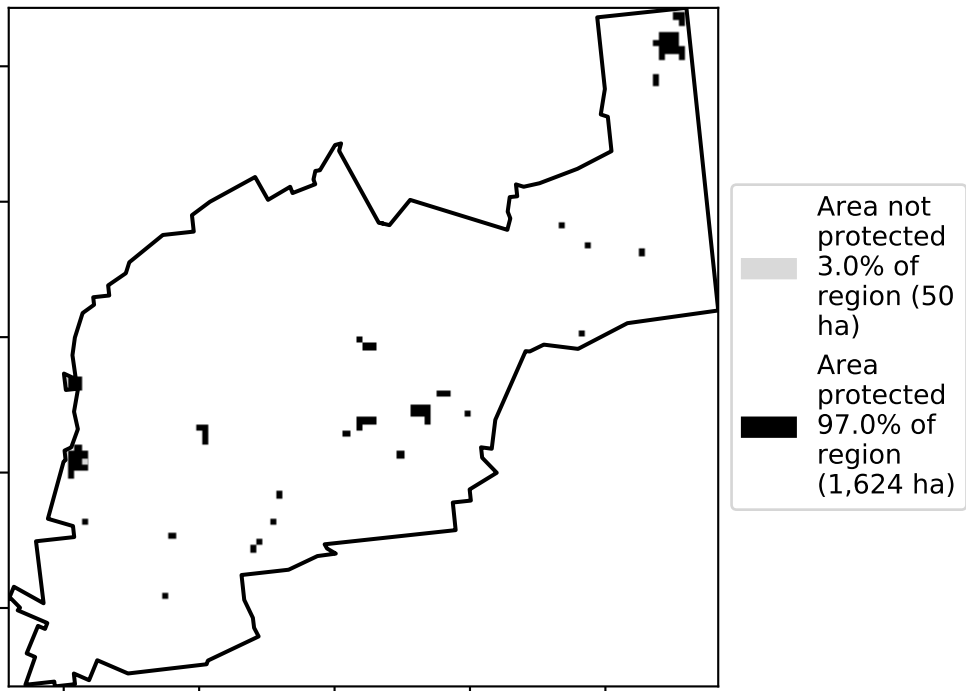 Area not
protected
3.0% of
region (50
ha)
Area
protected
97.0% of
region
(1,624 ha)